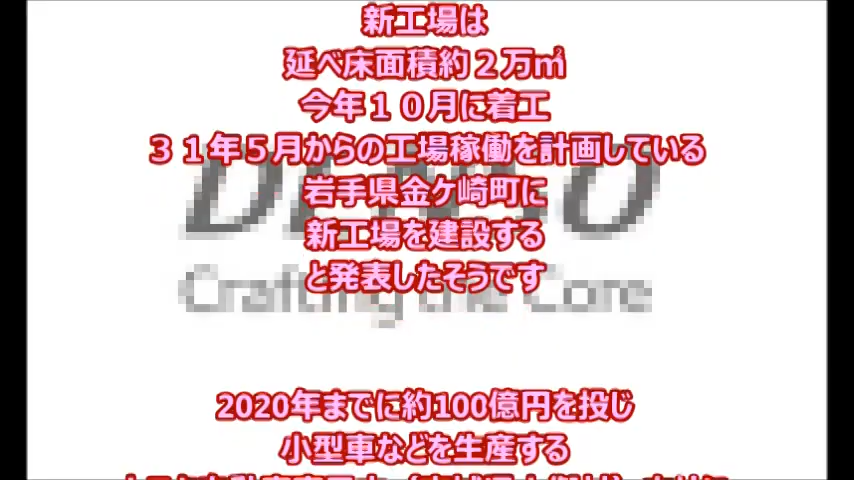 新工場は
延べ床面積約２万㎡
今年１０月に着工
３１年５月からの工場稼働を計画している
岩手県金ケ崎町に
新工場を建設する
と発表したそうです
DENSO
Crafting the Core
2020年までに約100億円を投じ
小型車などを生産する